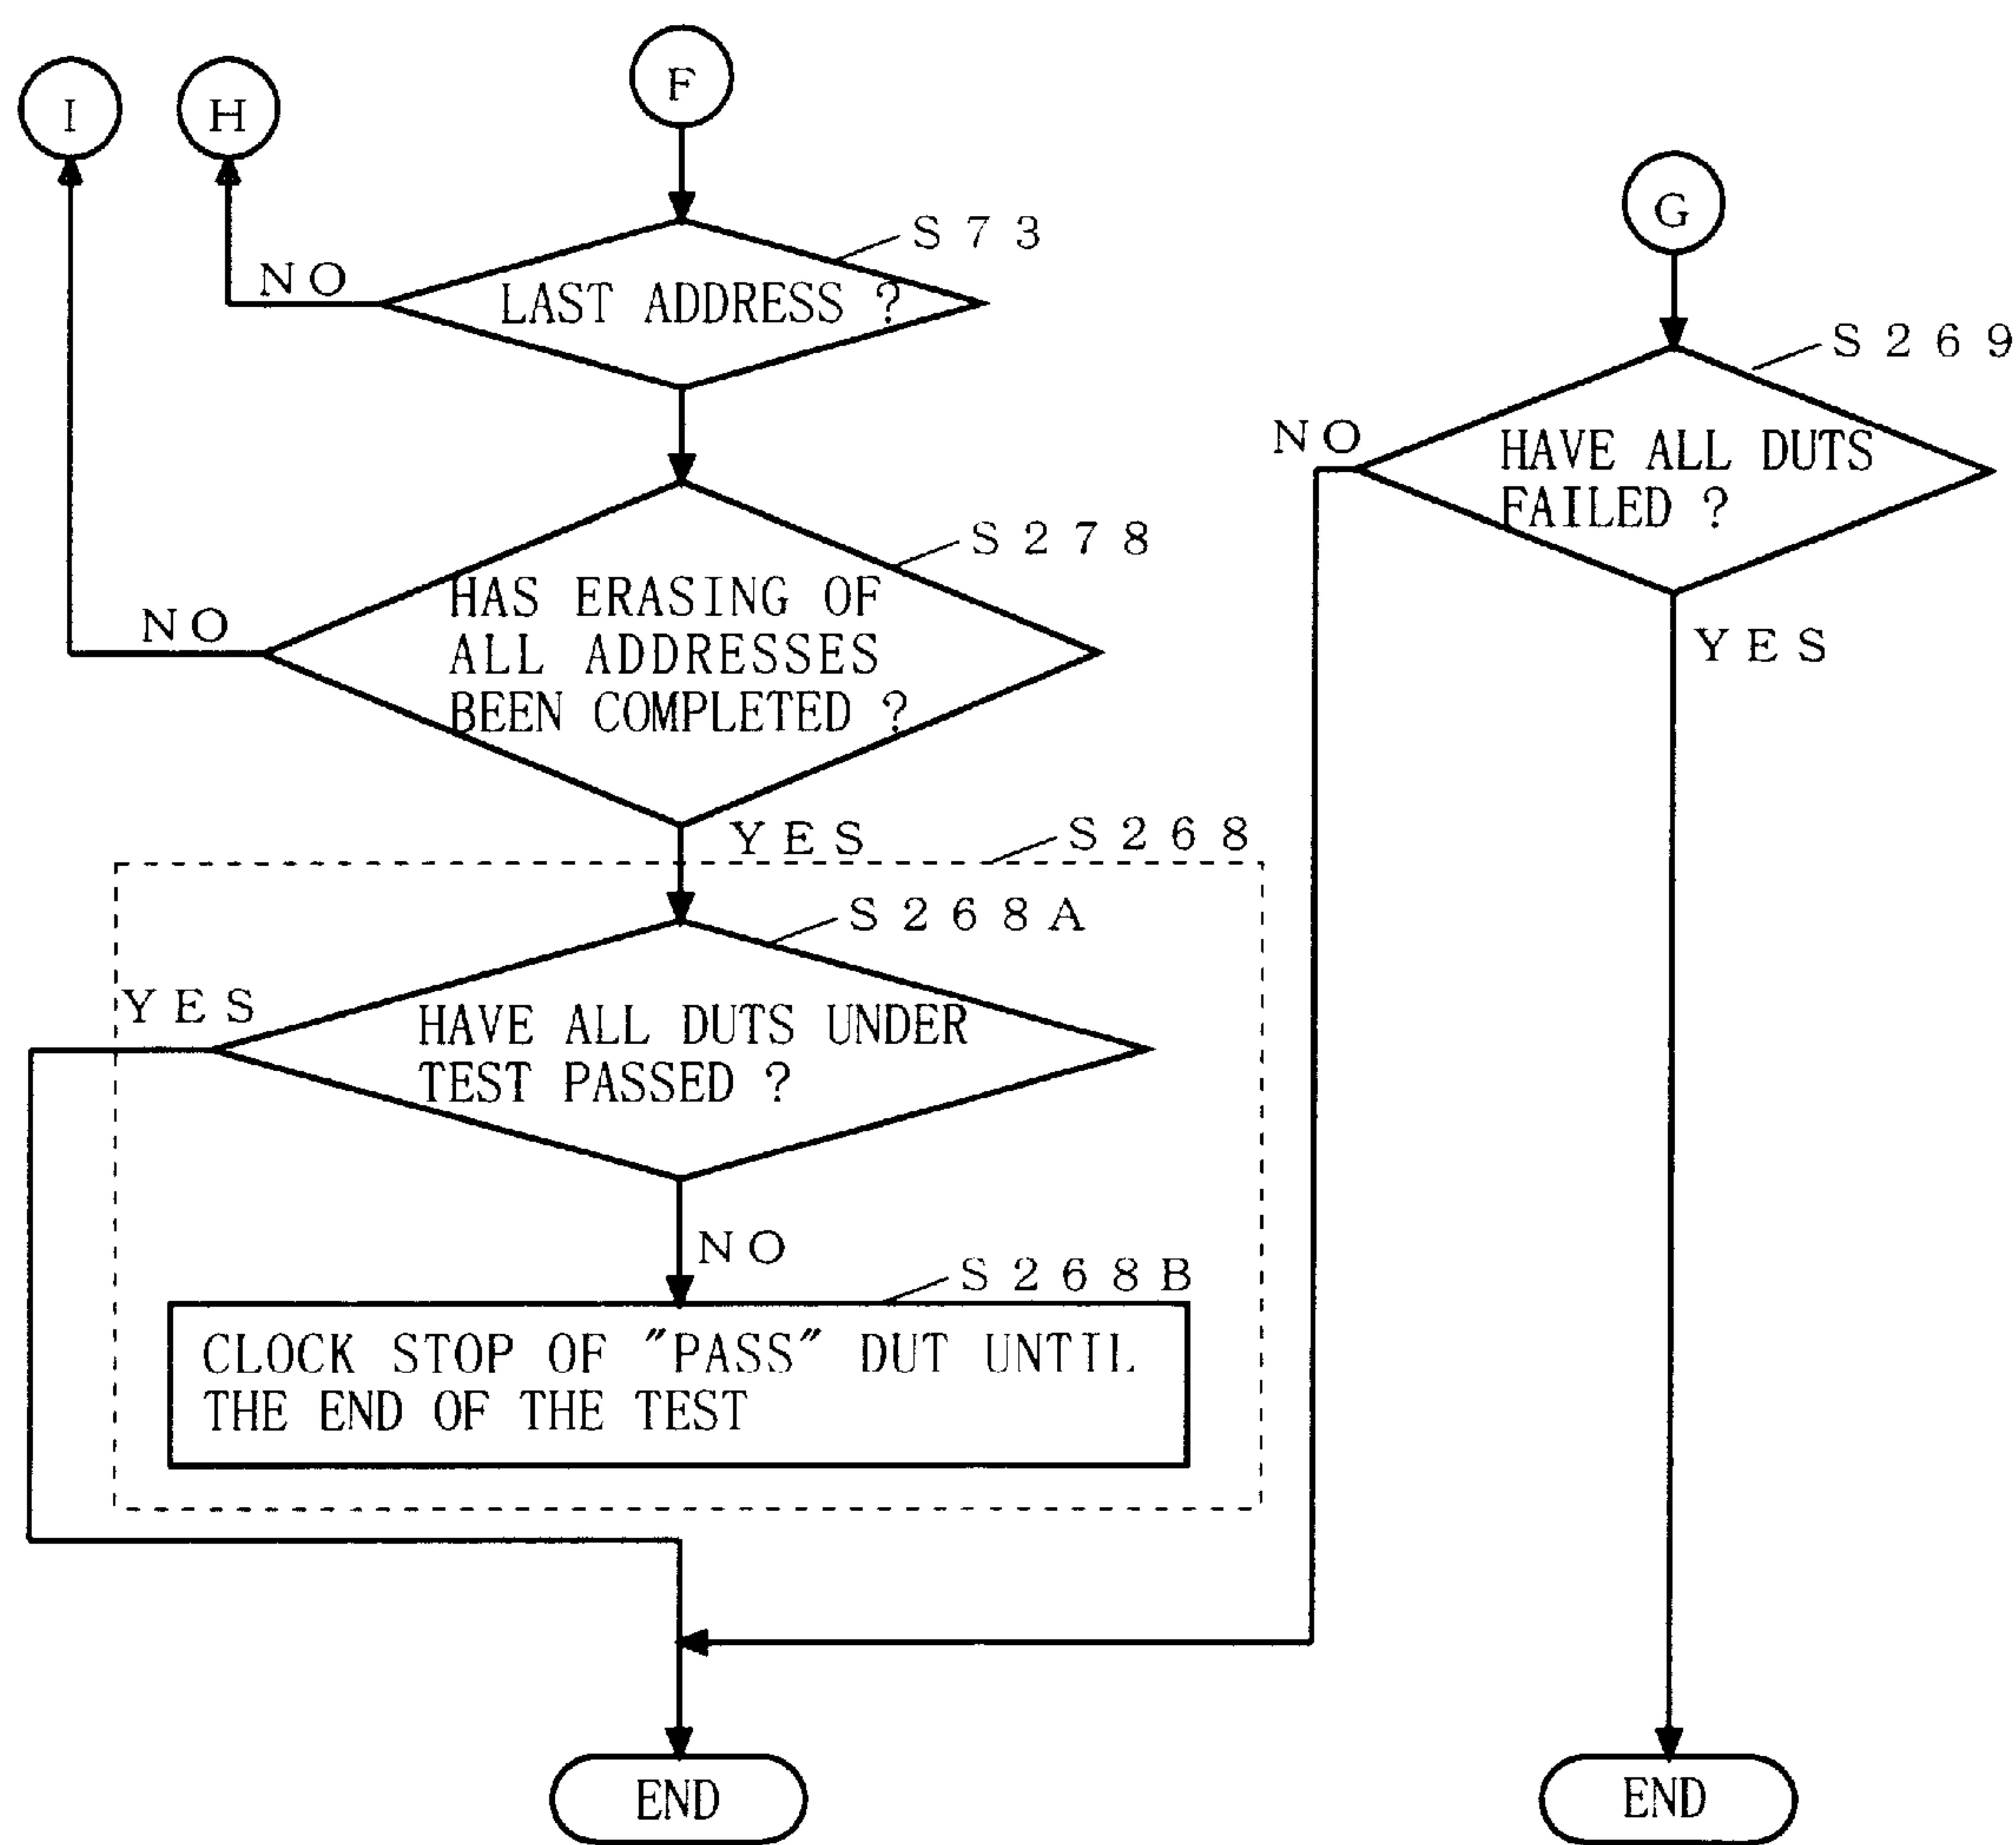 I
H
F
S73
NO
LAST ADDRESS ?
G
S269
NO
HAVE ALL DUTS
FAILED ?
YES
S278
HAS ERASING OF
ALL ADDRESSES
BEEN COMPLETED ?
NO
YES
S268
S268A
YES
HAVE ALL DUTS UNDER
TEST PASSED ?
NO
S268B
CLOCK STOP OF "PASS" DUT UNTIL
THE END OF THE TEST
END
END